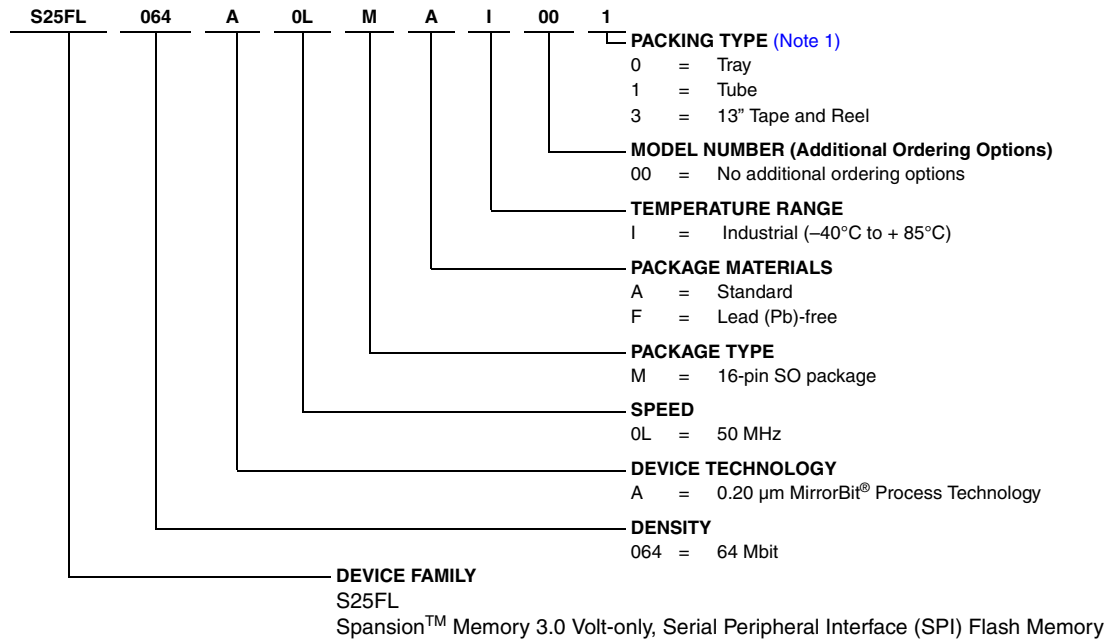 S25FL 064 A 0L M A I 00 1
PACKING TYPE (Note 1)
0 = Tray
1 = Tube
3 = 13” Tape and Reel
MODEL NUMBER (Additional Ordering Options)
00 = No additional ordering options
TEMPERATURE RANGE
I = Industrial (–40°C to + 85°C)
PACKAGE MATERIALS
A = Standard
F = Lead (Pb)-free
PACKAGE TYPE
M = 16-pin SO package
SPEED
0L = 50 MHz
DEVICE TECHNOLOGY
A = 0.20 µm MirrorBit® Process Technology
DENSITY
064 = 64 Mbit
DEVICE FAMILY
S25FL
Spansion™ Memory 3.0 Volt-only, Serial Peripheral Interface (SPI) Flash Memory